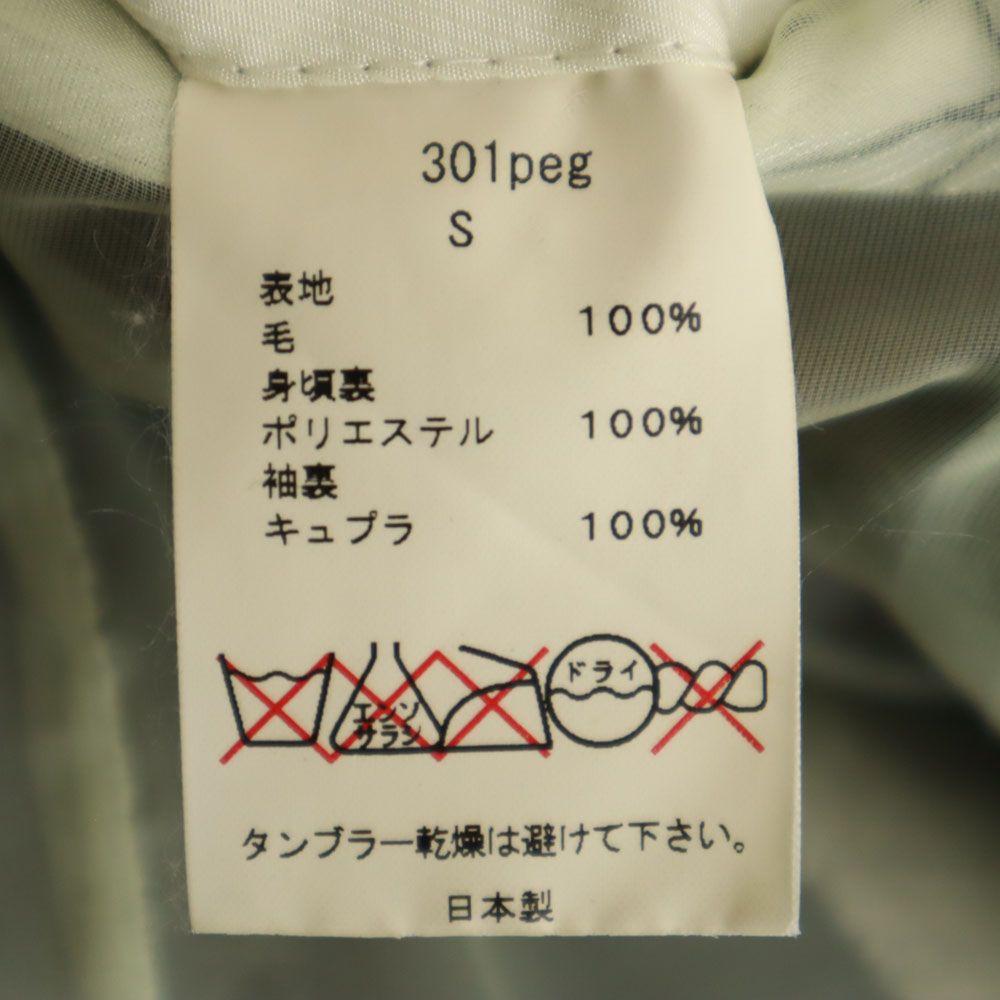 301peg
S
表地
毛 100%
身頃裏
ポリエステル 100%
袖裏
キュプラ 100%
エンソ
サラシ
ドライ
タンブラー乾燥は避けて下さい。
日本製